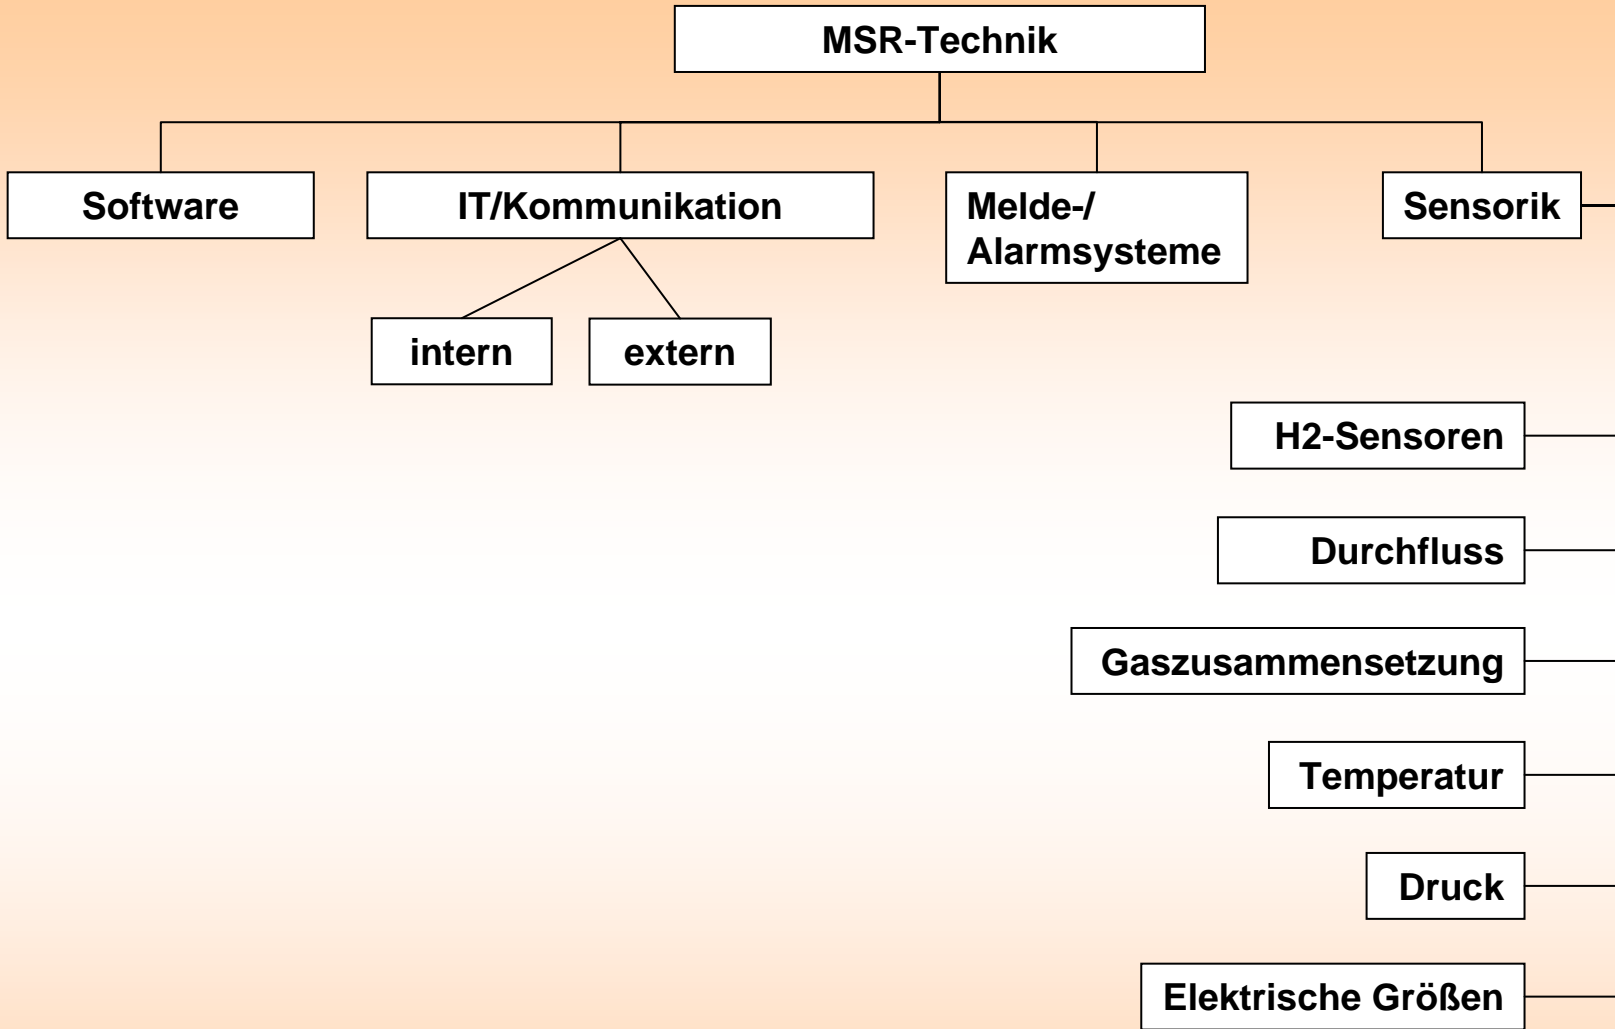 MSR-Technik
Software
IT/Kommunikation
Melde-/
Alarmsysteme
Sensorik
intern
extern
H2-Sensoren
Durchfluss
Gaszusammensetzung
Temperatur
Druck
Elektrische Größen